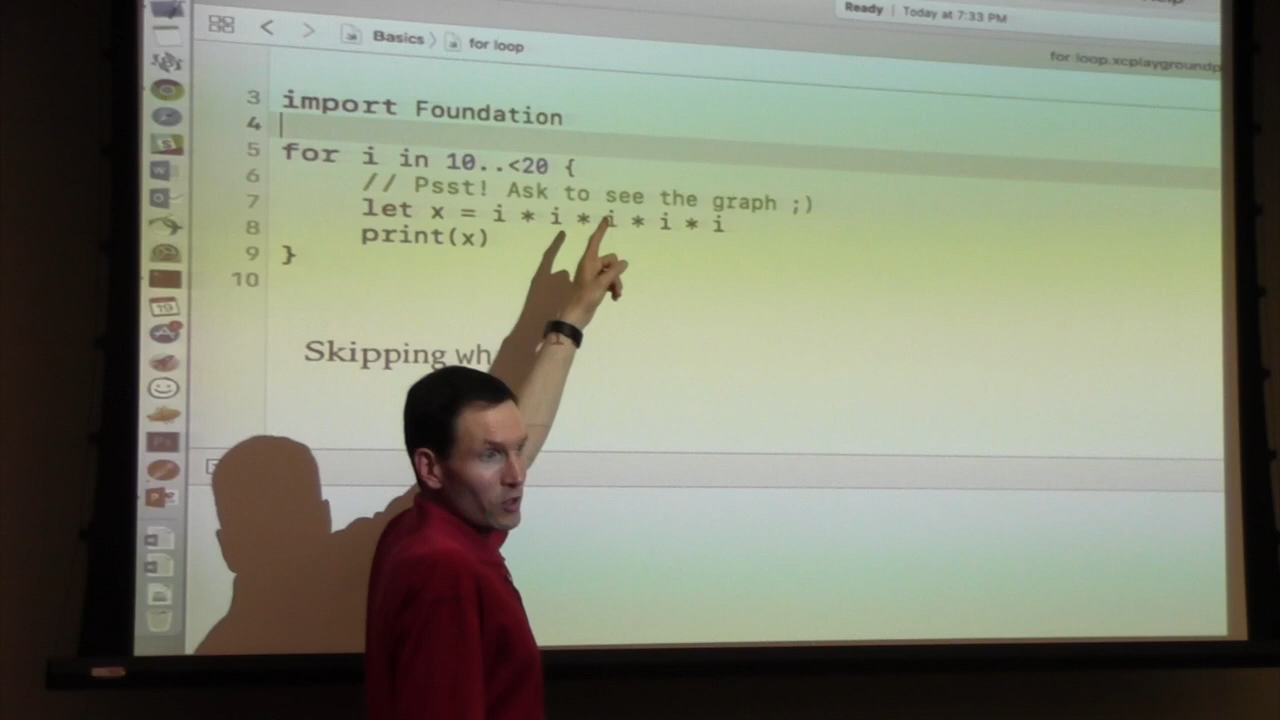 Ready | Today at 7:33 PM
Basics 〉 for loop
for loop.xcplaygroundp
3 import Foundation
4
5 for i in 10..<20 {
6 // Psst! Ask to see the graph ;)
7 let x = i * i * i * i * i
8 print(x)
9 }
10
Skipping wh
19